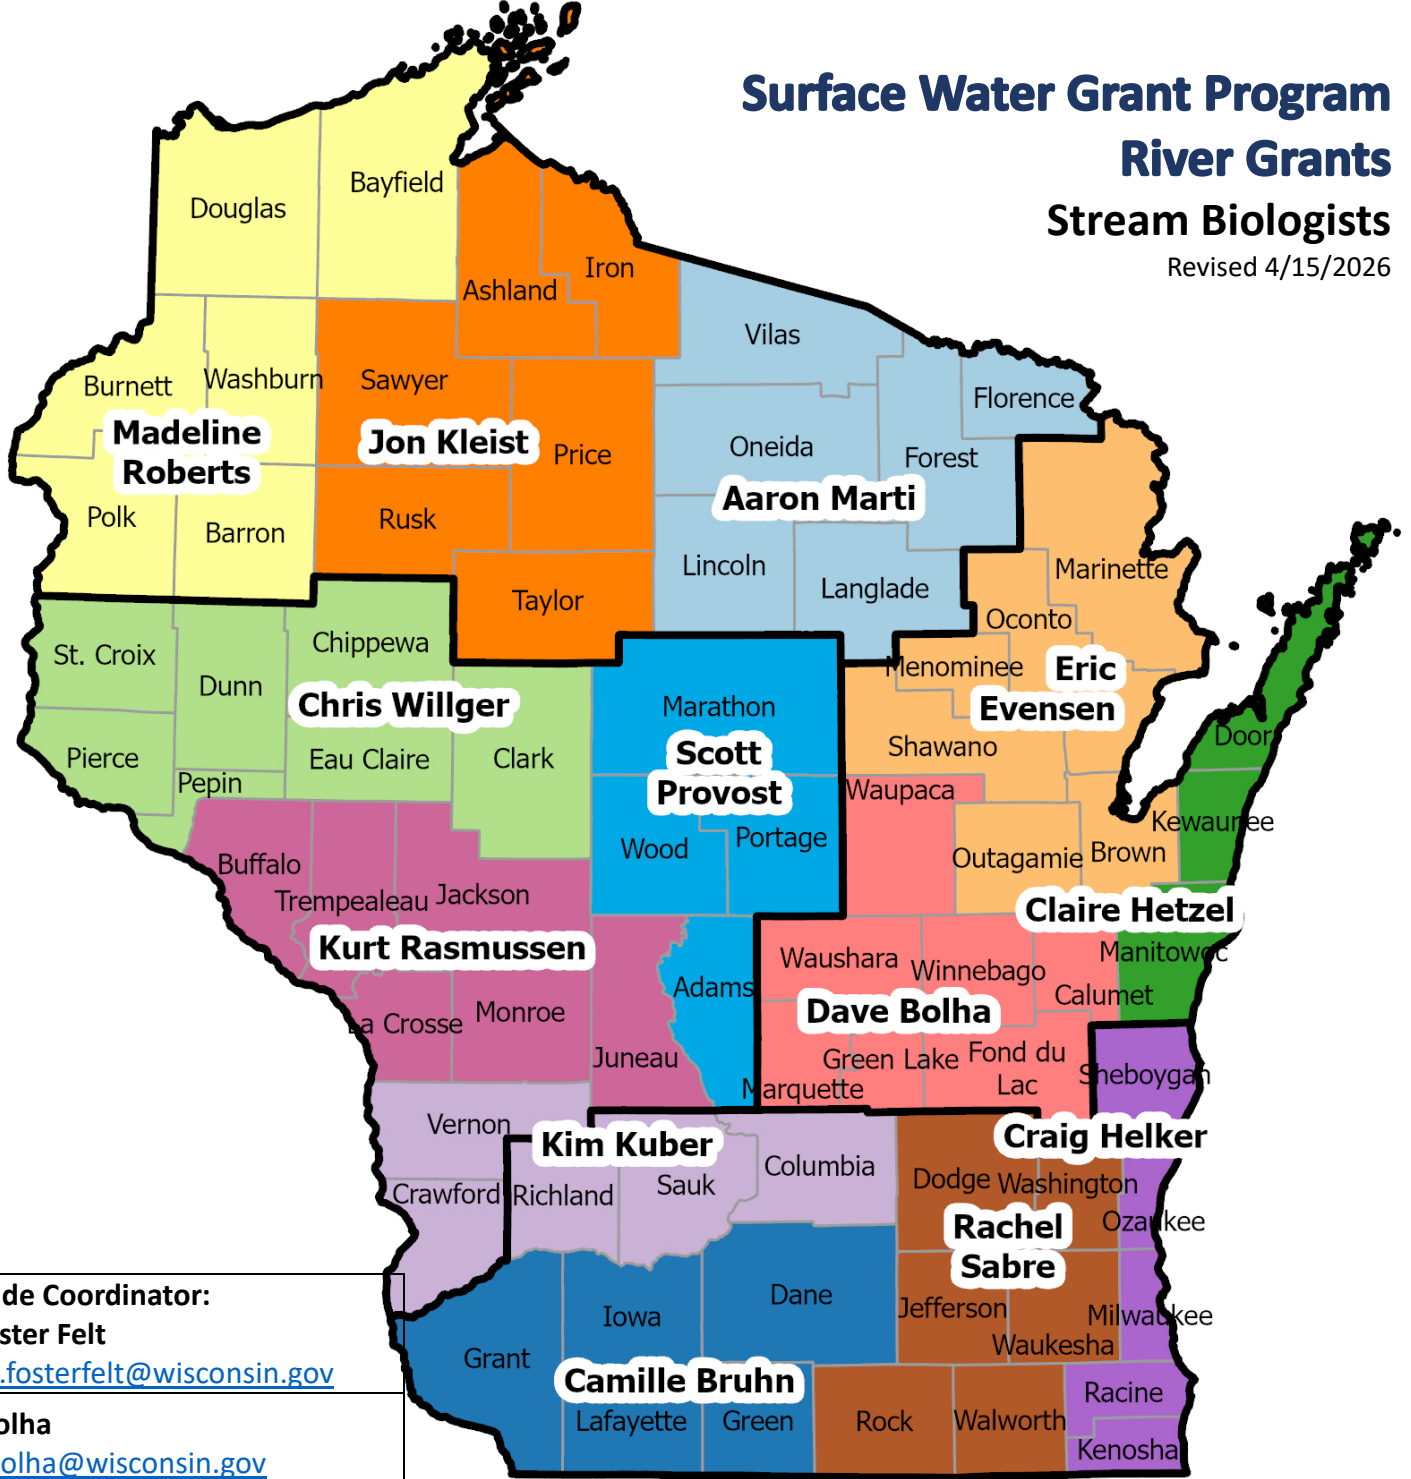 Surface Water Grant Program
River Grants
Stream Biologists
Revised 4/15/2026
Douglas
Bayfield
Ashland
Iron
Vilas
Burnett
Washburn
Sawyer
Florence
Madeline
Roberts
Jon Kleist
Price
Oneida
Forest
Aaron Marti
Polk
Barron
Rusk
Lincoln
Langlade
Marinette
Taylor
Oconto
St. Croix
Chippewa
Dunn
Menominee
Eric
Evensen
Chris Willger
Marathon
Scott
Provost
Shawano
Door
Pierce
Pepin
Eau Claire
Clark
Waupaca
Kewaunee
Wood
Portage
Outagamie
Brown
Buffalo
Trempealeau
Jackson
Claire Hetzel
Kurt Rasmussen
Waushara
Winnebago
Manitowoc
Adams
Calumet
Dave Bolha
La Crosse
Monroe
Juneau
Green Lake
Fond du
Lac
Marquette
Sheboygan
Vernon
Kim Kuber
Craig Helker
Columbia
Crawford
Richland
Sauk
Dodge
Washington
Ozaukee
Rachel
Sabre
Dane
Iowa
Jefferson
Milwaukee
Waukesha
Grant
Camille Bruhn
Lafayette
Green
Rock
Walworth
Racine
Kenosha
de Coordinator:
ster Felt
.fosterfelt@wisconsin.gov
olha
olha@wisconsin.gov